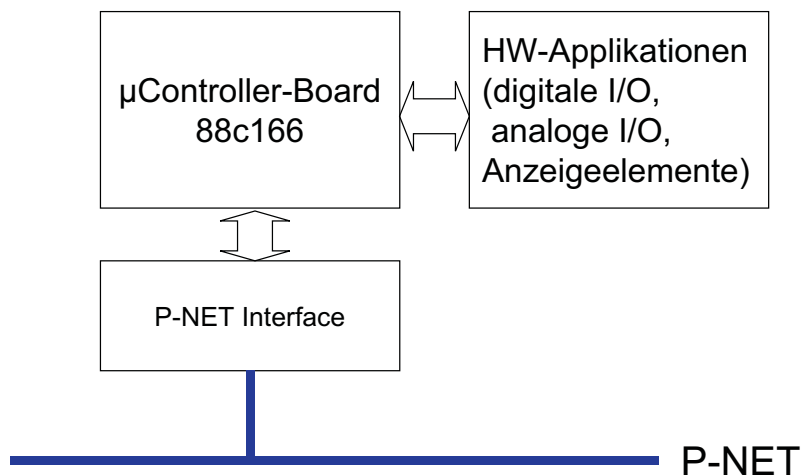 µController-Board
88c166
HW-Applikationen
(digitale I/O,
analoge I/O,
Anzeigeelemente)
P-NET Interface
P-NET